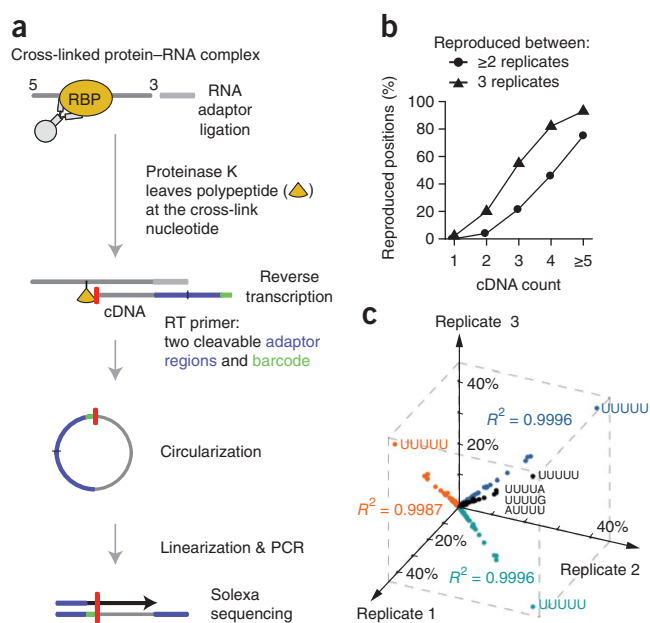 a
Cross-linked protein–RNA complex
5
3
RBP
RNA
adaptor
ligation
Proteinase K
leaves polypeptide ( )
at the cross-link
nucleotide
Reverse
transcription
cDNA
RT primer:
two cleavable adaptor
regions and barcode
Circularization
Linearization & PCR
Solexa
sequencing
b
Reproduced between:
≥2 replicates
3 replicates
Reproduced positions (%)
100
80
60
40
20
0
1 2 3 4 ≥5
cDNA count
c
Replicate 3
40%
UUUUU
R² = 0.9996
UUUUU
20%
UUUUU
UUUUA
UUUUG
AUUUU
R² = 0.9987
20%
40%
40%
R² = 0.9996
Replicate 2
UUUUU
Replicate 1